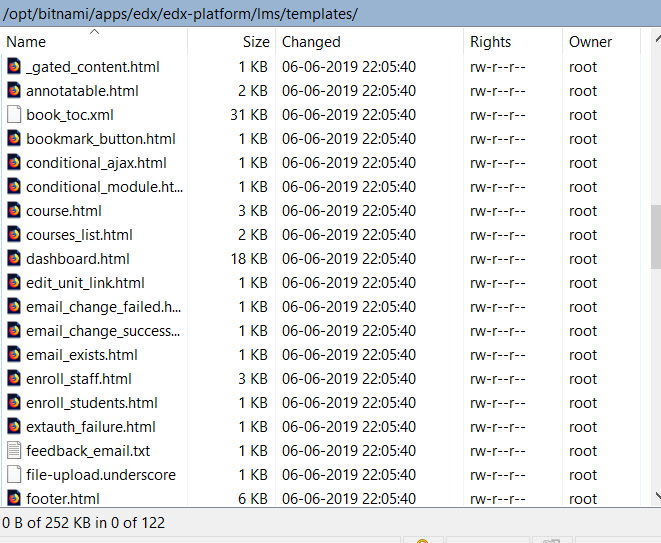 /opt/bitnami/apps/edx/edx-platform/lms/templates/
Name Size Changed Rights Owner
_gated_content.html 1 KB 06-06-2019 22:05:40 rw-r--r-- root
annotatable.html 2 KB 06-06-2019 22:05:40 rw-r--r-- root
book_toc.xml 31 KB 06-06-2019 22:05:40 rw-r--r-- root
bookmark_button.html 1 KB 06-06-2019 22:05:40 rw-r--r-- root
conditional_ajax.html 1 KB 06-06-2019 22:05:40 rw-r--r-- root
conditional_module.ht... 1 KB 06-06-2019 22:05:40 rw-r--r-- root
course.html 3 KB 06-06-2019 22:05:40 rw-r--r-- root
courses_list.html 2 KB 06-06-2019 22:05:40 rw-r--r-- root
dashboard.html 18 KB 06-06-2019 22:05:40 rw-r--r-- root
edit_unit_link.html 1 KB 06-06-2019 22:05:40 rw-r--r-- root
email_change_failed.h... 1 KB 06-06-2019 22:05:40 rw-r--r-- root
email_change_success... 1 KB 06-06-2019 22:05:40 rw-r--r-- root
email_exists.html 1 KB 06-06-2019 22:05:40 rw-r--r-- root
enroll_staff.html 3 KB 06-06-2019 22:05:40 rw-r--r-- root
enroll_students.html 1 KB 06-06-2019 22:05:40 rw-r--r-- root
extauth_failure.html 1 KB 06-06-2019 22:05:40 rw-r--r-- root
feedback_email.txt 1 KB 06-06-2019 22:05:40 rw-r--r-- root
file-upload.underscore 1 KB 06-06-2019 22:05:40 rw-r--r-- root
footer.html 6 KB 06-06-2019 22:05:40 rw-r--r-- root
0 B of 252 KB in 0 of 122